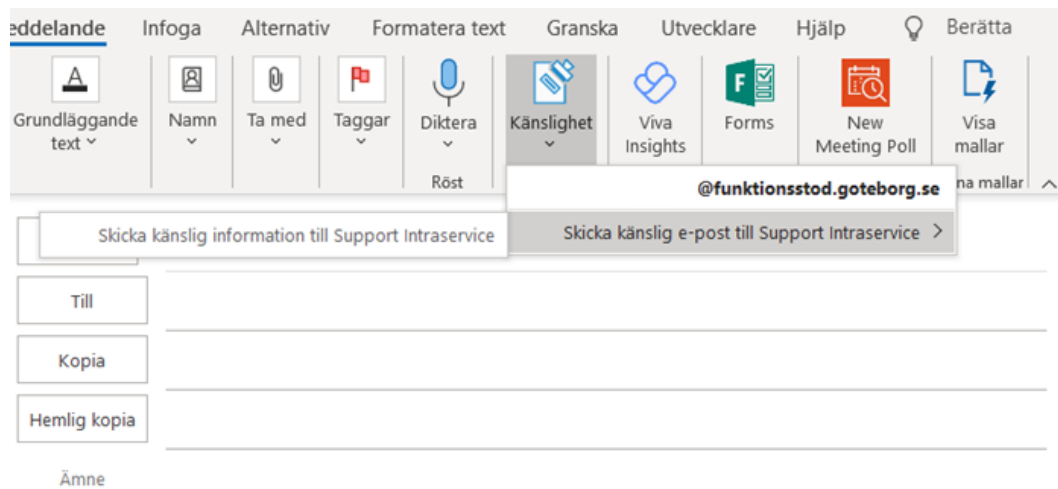 eddelande Infoga Alternativ Formatera text Granska Utvecklare Hjälp Berätta
Grundläggande text
Namn
Ta med
Taggar
Diktera
Känslighet
Viva Insights
Forms
New Meeting Poll
Visa mallar
Röst
na mallar
@funktionsstod.goteborg.se
Skicka känslig e-post till Support Intraservice
Skicka känslig information till Support Intraservice
Till
Kopia
Hemlig kopia
Ämne